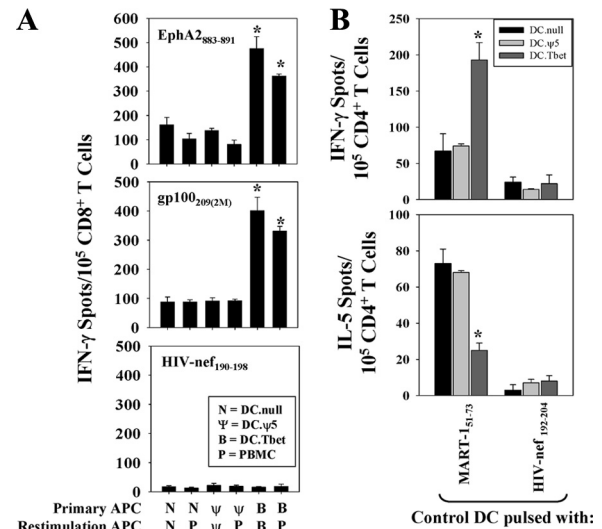 A
IFN-γ Spots/10⁵ CD8⁺ T Cells
600
500
400
300
200
100
0
EphA2₈₈₃₋₈₉₁
*
*
500
400
300
200
100
0
gp100₂₀₉₍₂M₎
*
*
500
400
300
200
100
0
HIV-nef₁₉₀₋₁₉₈
N = DC.null
Ψ = DC.ψ5
B = DC.Tbet
P = PBMC
Primary APC N N ψ ψ B B
Restimulation APC N P ψ P B P
B
IFN-γ Spots/
10⁵ CD4⁺ T Cells
250
200
150
100
50
0
*
DC.null
DC.ψ5
DC.Tbet
IL-5 Spots/
10⁵ CD4⁺ T Cells
80
60
40
20
0
*
MART-1₅₁₋₇₃
HIV-nef ₁₉₂₋₂₀₄
Control DC pulsed with: